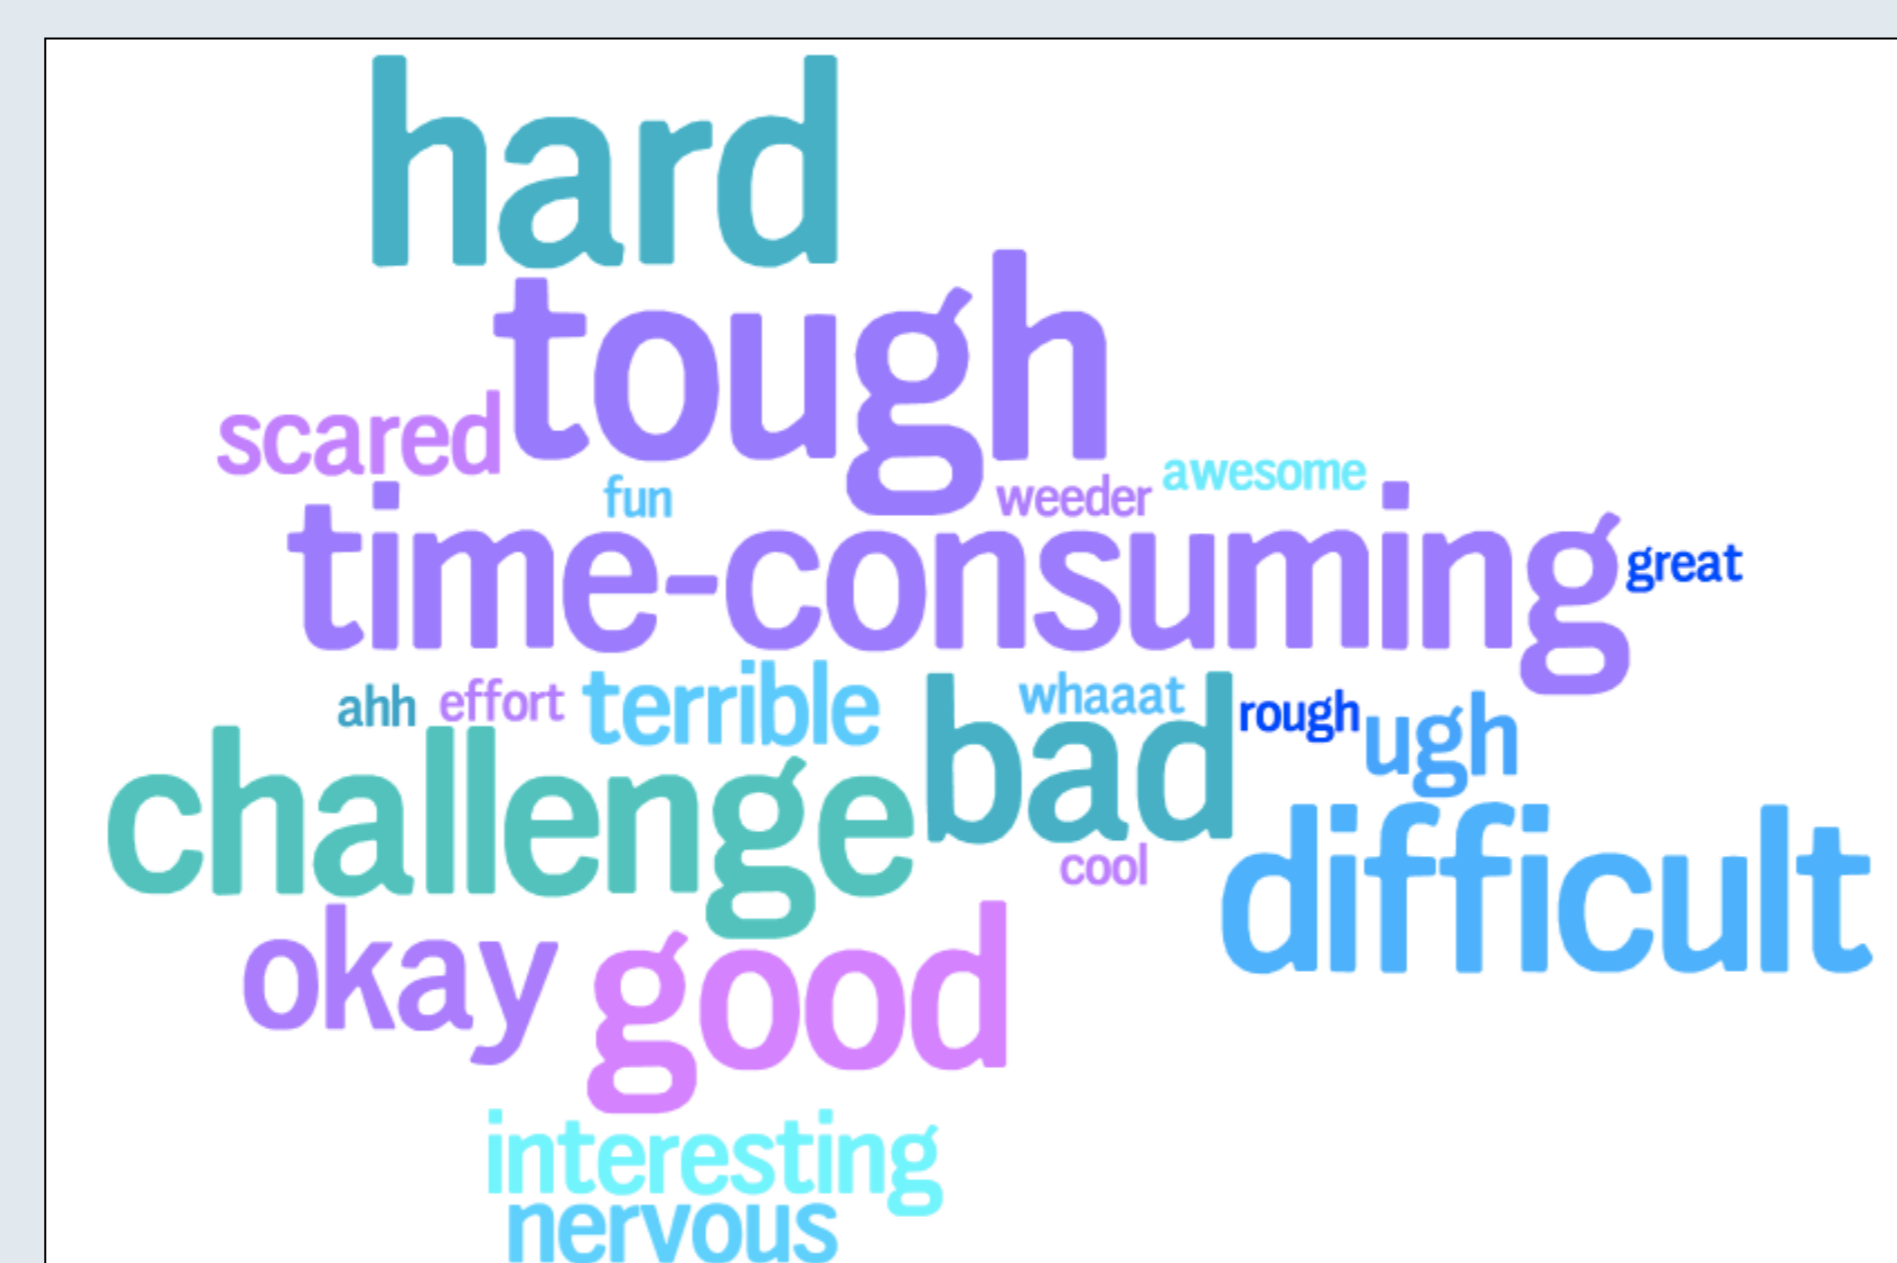 hard
tough
scared
fun
weeder
awesome
time-consuming
great
ahh
effort
terrible
whaaat
bad
rough
ugh
challenge
cool
difficult
okay
good
interesting
nervous